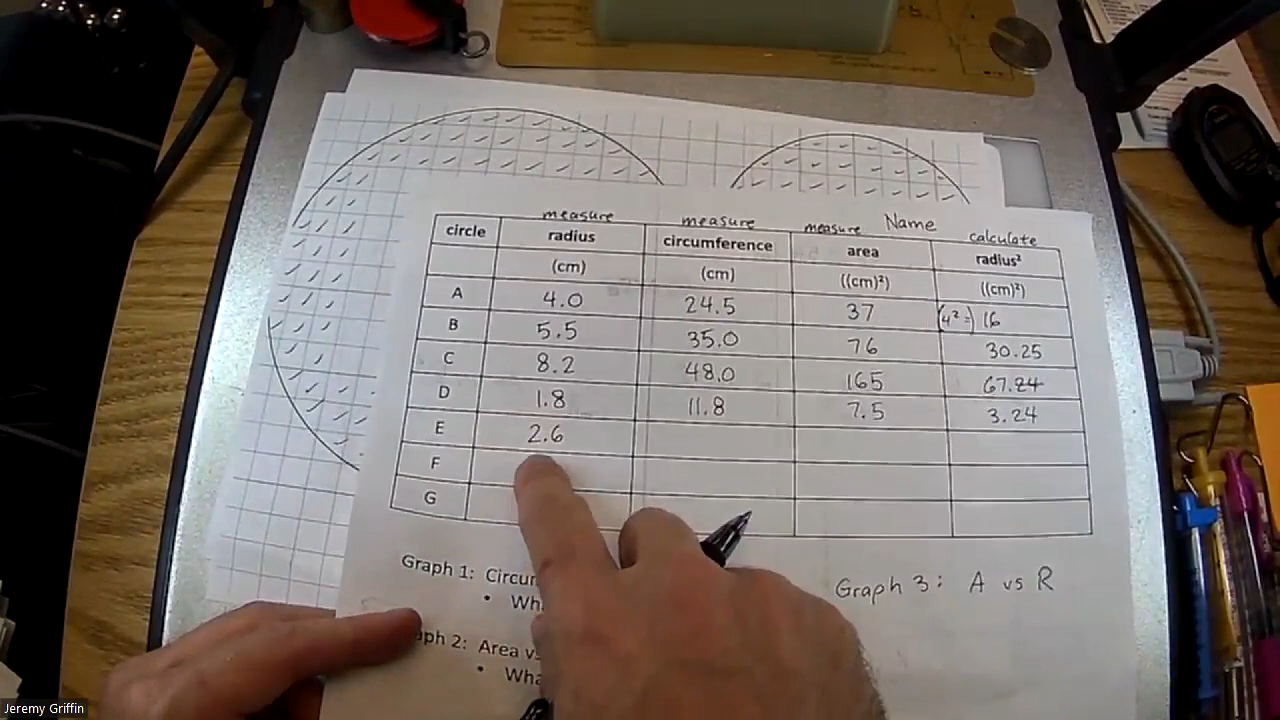 measure measure measure Name calculate
circle radius circumference area radius²
(cm) (cm) ((cm)²) ((cm)²)
A 4.0 24.5 37 (4² =) 16
B 5.5 35.0 76 30.25
C 8.2 48.0 165 67.24
D 1.8 11.8 7.5 3.24
E 2.6
F
G
Graph 1: Circu
• Wh
Graph 3: A vs R
aph 2: Area vs
• Wha
Jeremy Griffin